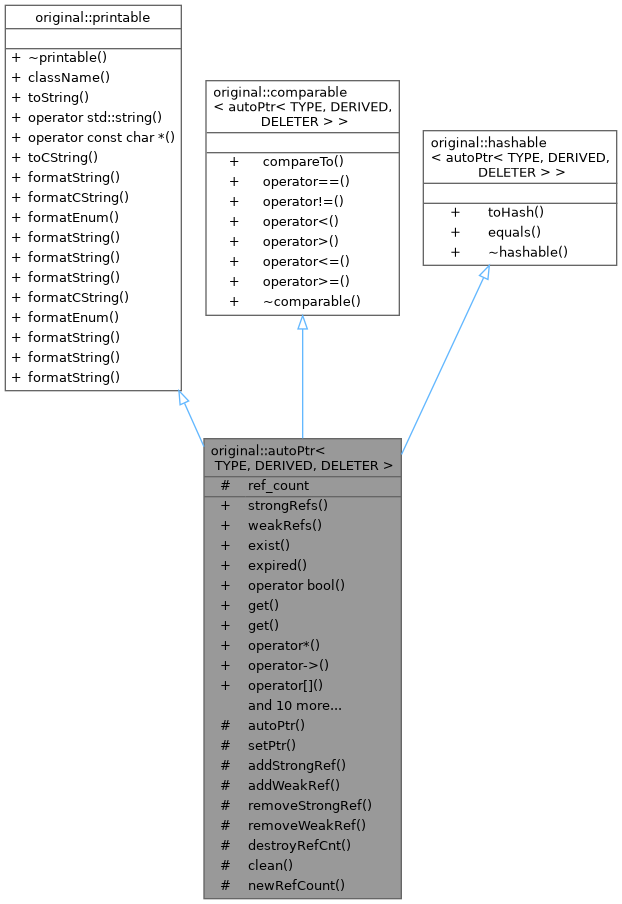 original::printable
+ ~printable()
+ className()
+ toString()
+ operator std::string()
+ operator const char *()
+ toCString()
+ formatString()
+ formatCString()
+ formatEnum()
+ formatString()
+ formatString()
+ formatString()
+ formatCString()
+ formatEnum()
+ formatString()
+ formatString()
+ formatString()
original::comparable
< autoPtr< TYPE, DERIVED,
DELETER > >
+ compareTo()
+ operator==()
+ operator!=()
+ operator<()
+ operator>()
+ operator<=()
+ operator>=()
+ ~comparable()
original::hashable
< autoPtr< TYPE, DERIVED,
DELETER > >
+ toHash()
+ equals()
+ ~hashable()
original::autoPtr<
TYPE, DERIVED, DELETER >
# ref_count
+ strongRefs()
+ weakRefs()
+ exist()
+ expired()
+ operator bool()
+ get()
+ get()
+ operator*()
+ operator->()
+ operator[]()
and 10 more...
# autoPtr()
# setPtr()
# addStrongRef()
# addWeakRef()
# removeStrongRef()
# removeWeakRef()
# destroyRefCnt()
# clean()
# newRefCount()